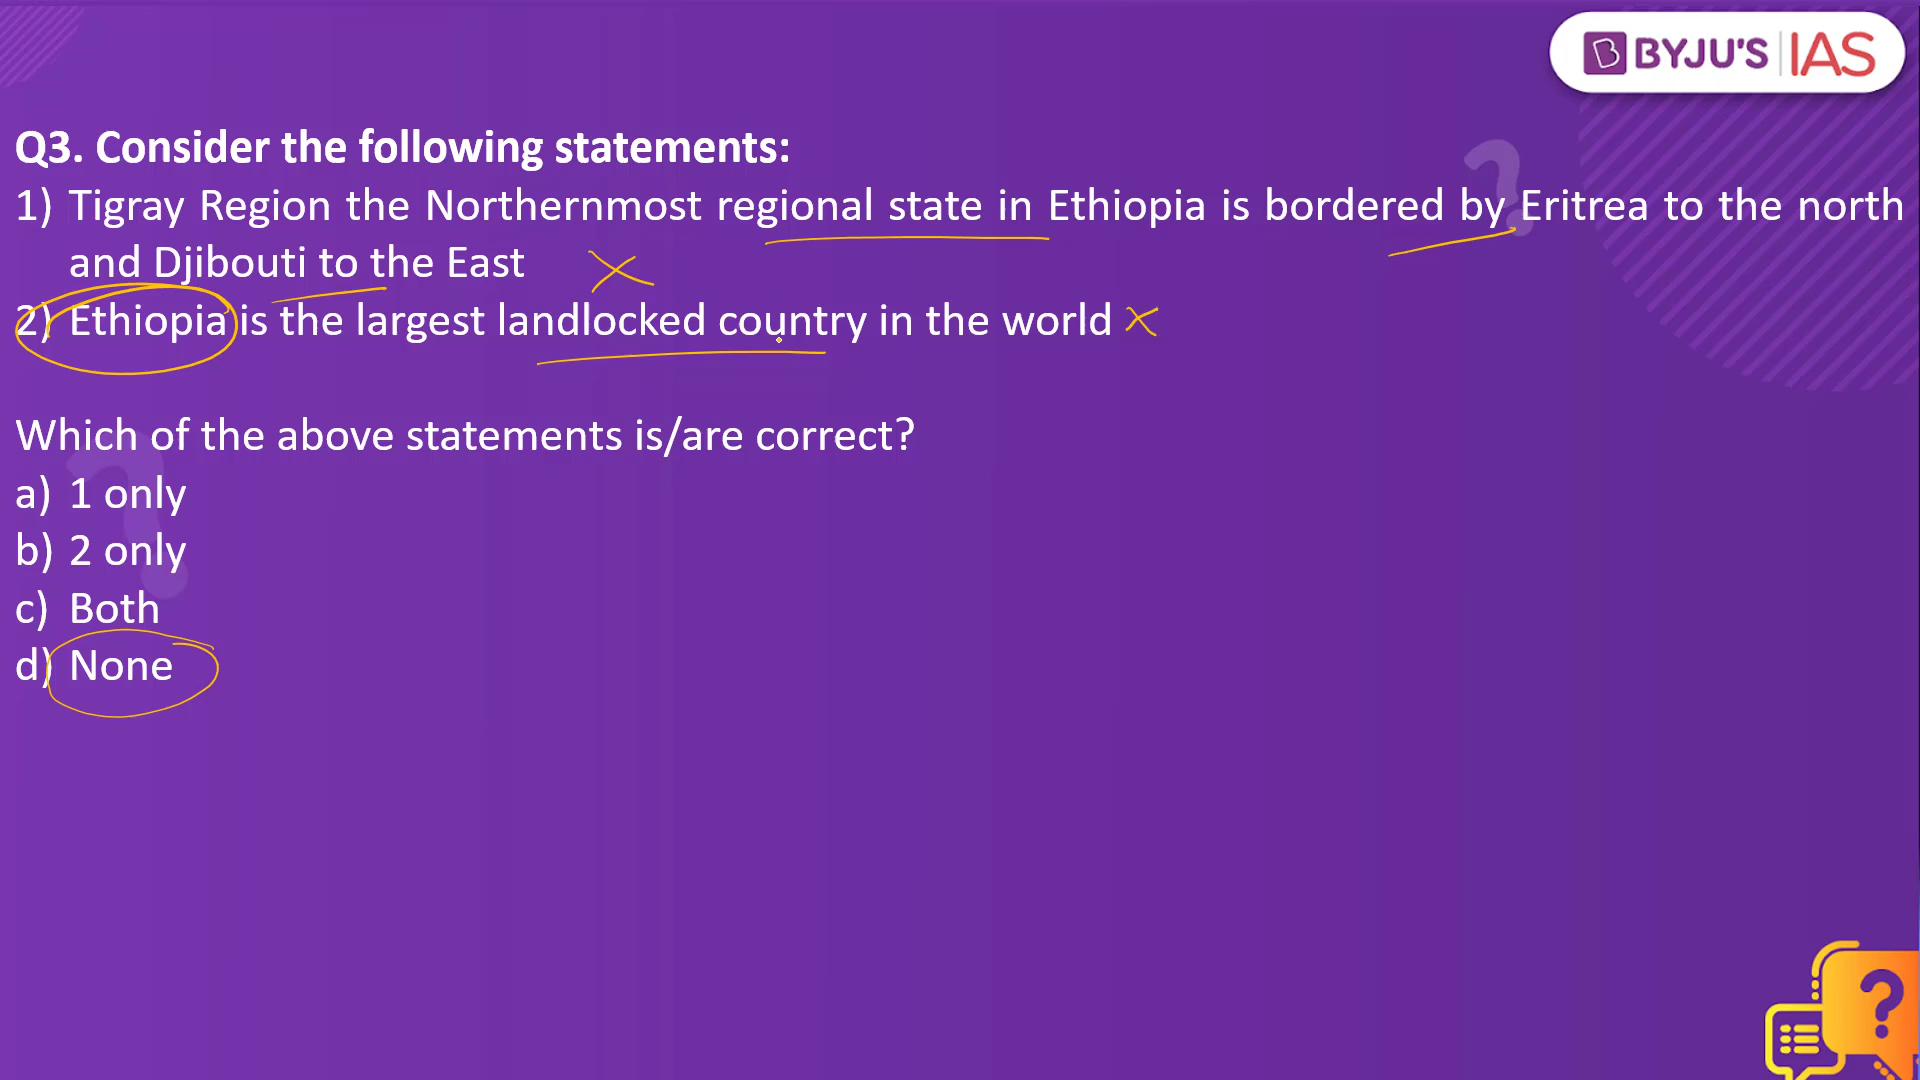 BYJU'S IAS
Q3. Consider the following statements:
1) Tigray Region the Northernmost regional state in Ethiopia is bordered by Eritrea to the north
and Djibouti to the East
2) Ethiopia is the largest landlocked country in the world
Which of the above statements is/are correct?
a) 1 only
b) 2 only
c) Both
d) None